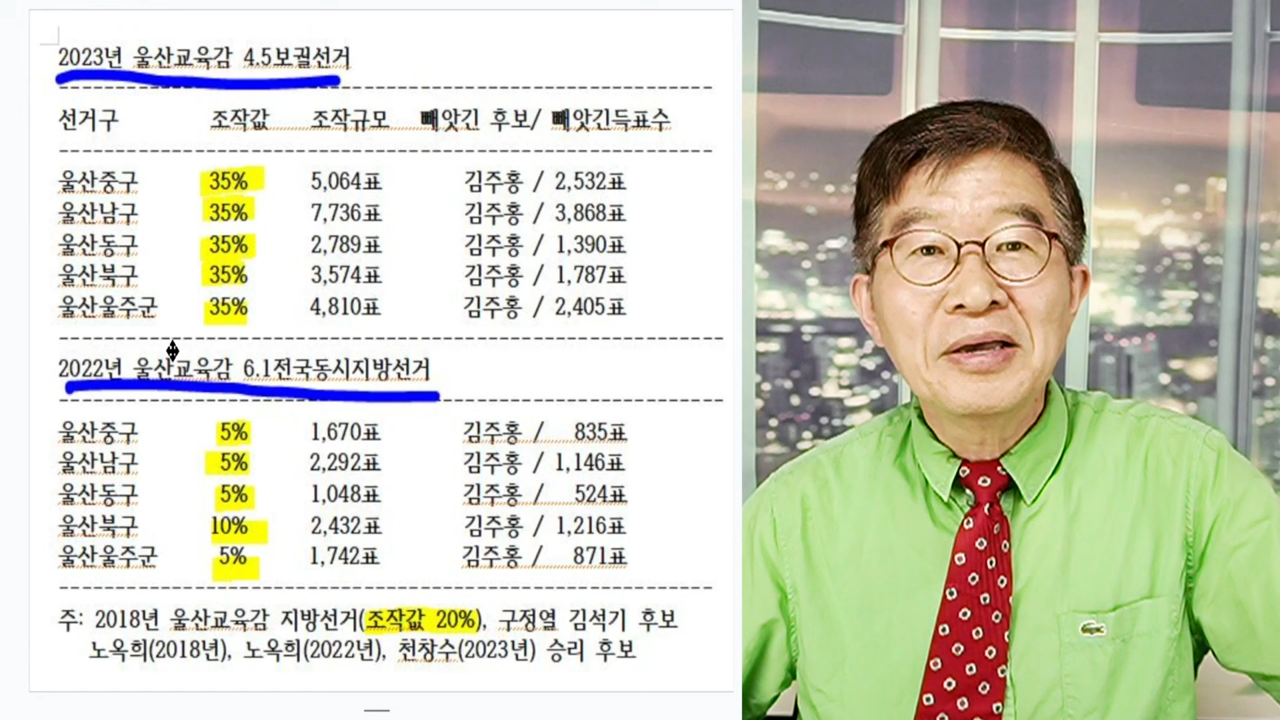 2023년 울산교육감 4.5보궐선거
선거구 조작값 조작규모 빼앗긴 후보/ 빼앗긴득표수
울산중구 35% 5,064표 김주홍 / 2,532표
울산남구 35% 7,736표 김주홍 / 3,868표
울산동구 35% 2,789표 김주홍 / 1,390표
울산북구 35% 3,574표 김주홍 / 1,787표
울산울주군 35% 4,810표 김주홍 / 2,405표
2022년 울산교육감 6.1전국동시지방선거
울산중구 5% 1,670표 김주홍 / 835표
울산남구 5% 2,292표 김주홍 / 1,146표
울산동구 5% 1,048표 김주홍 / 524표
울산북구 10% 2,432표 김주홍 / 1,216표
울산울주군 5% 1,742표 김주홍 / 871표
주: 2018년 울산교육감 지방선거(조작값 20%), 구정열 김석기 후보
노옥희(2018년), 노옥희(2022년), 천창수(2023년) 승리 후보